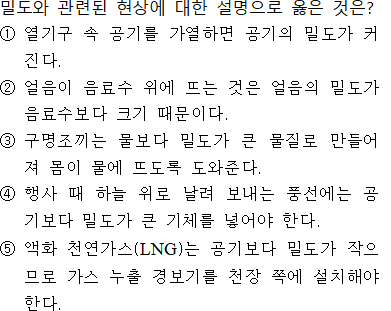 밀도와 관련된 현상에 대한 설명으로 옳은 것은?
① 열기구 속 공기를 가열하면 공기의 밀도가 커
진다.
② 얼음이 음료수 위에 뜨는 것은 얼음의 밀도가
음료수보다 크기 때문이다.
③ 구명조끼는 물보다 밀도가 큰 물질로 만들어
져 몸이 물에 뜨도록 도와준다.
④ 행사 때 하늘 위로 날려 보내는 풍선에는 공
기보다 밀도가 큰 기체를 넣어야 한다.
⑤ 액화 천연가스(LNG)는 공기보다 밀도가 작으
므로 가스 누출 경보기를 천장 쪽에 설치해야
한다.